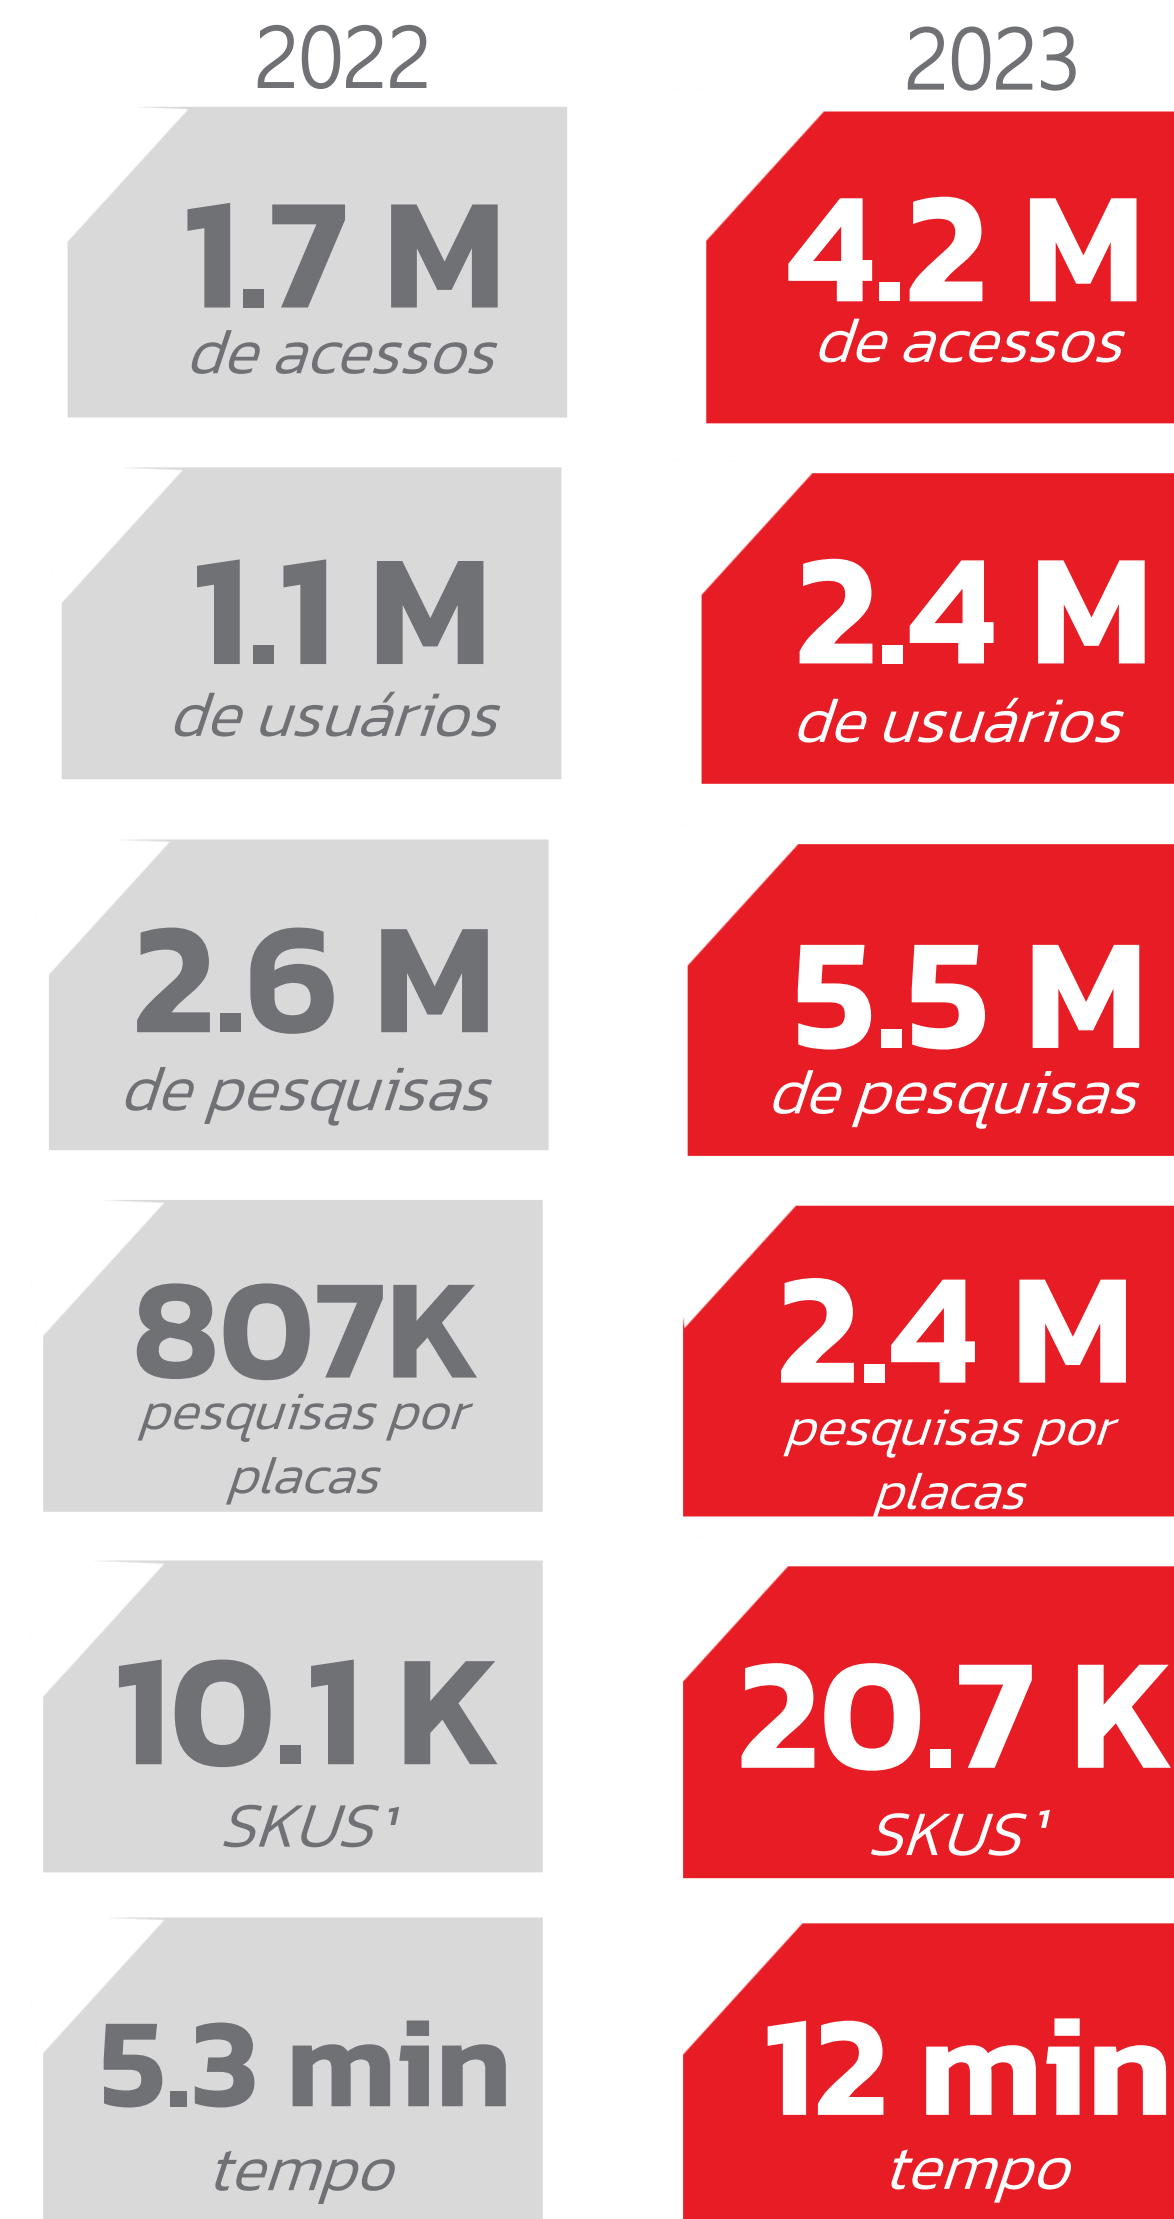 2022
2023
1.7 M
de acessos
4.2 M
de acessos
1.1 M
de usuários
2.4 M
de usuários
2.6 M
de pesquisas
5.5 M
de pesquisas
807K
pesquisas por
placas
2.4 M
pesquisas por
placas
10.1 K
SKUS¹
20.7 K
SKUS¹
5.3 min
tempo
12 min
tempo